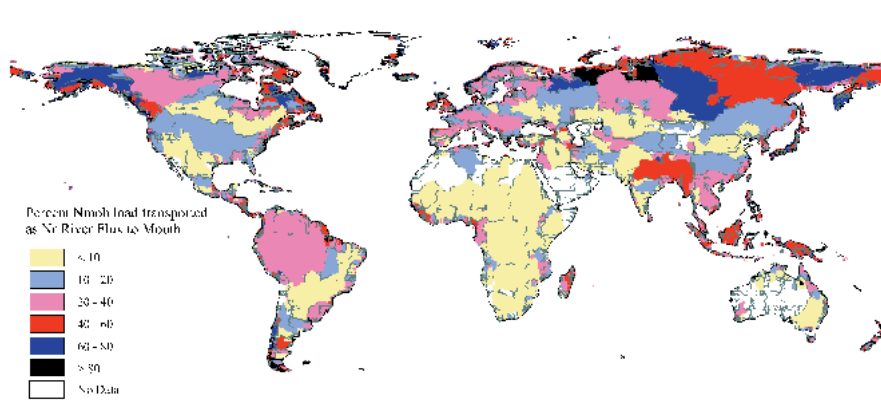 Percent Nmob load transported
as Nr River Flux to Mouth
< 10
10 - 20
20 - 40
40 - 60
60 - 80
> 80
No Data